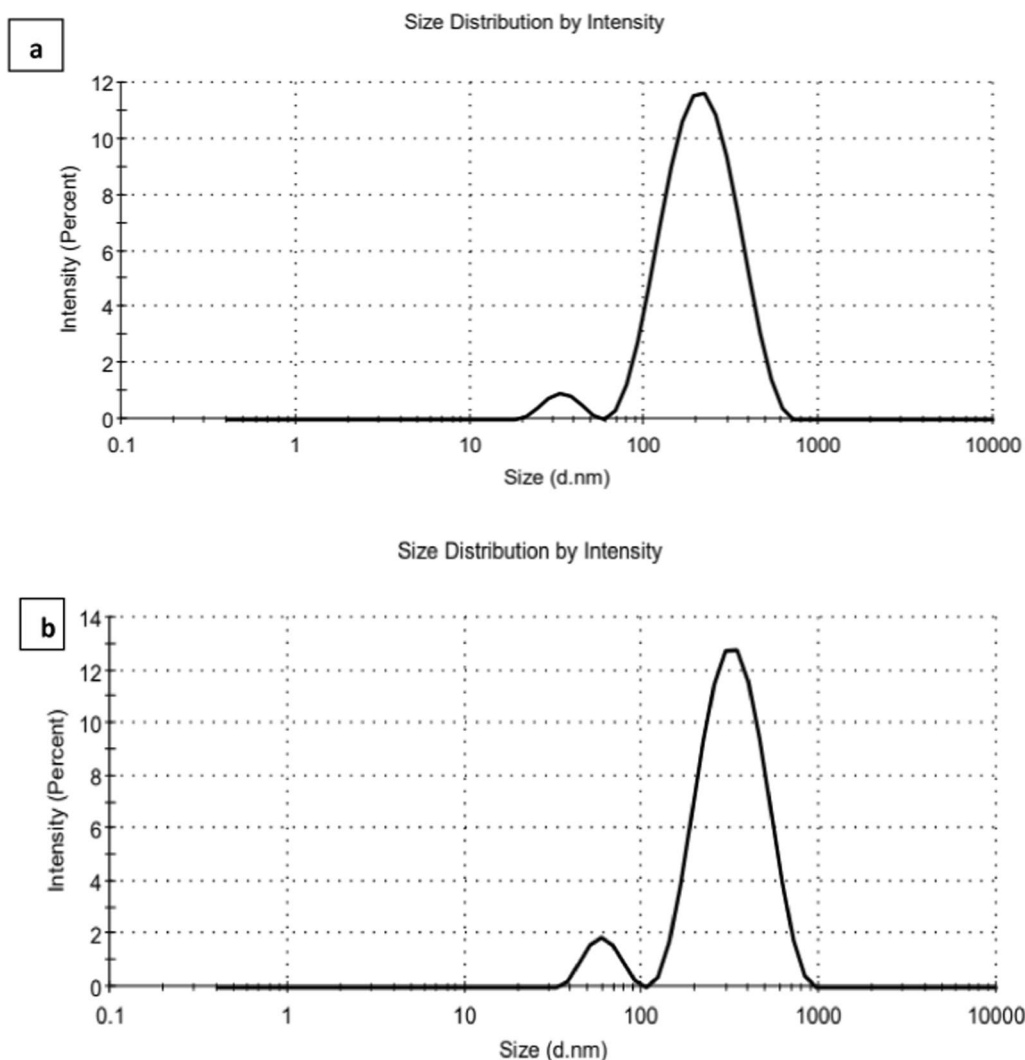 a
Size Distribution by Intensity
12
10
8
6
4
2
0
Intensity (Percent)
0.1 1 10 100 1000 10000
Size (d.nm)
Size Distribution by Intensity
b
14
12
10
8
6
4
2
0
Intensity (Percent)
0.1 1 10 100 1000 10000
Size (d.nm)